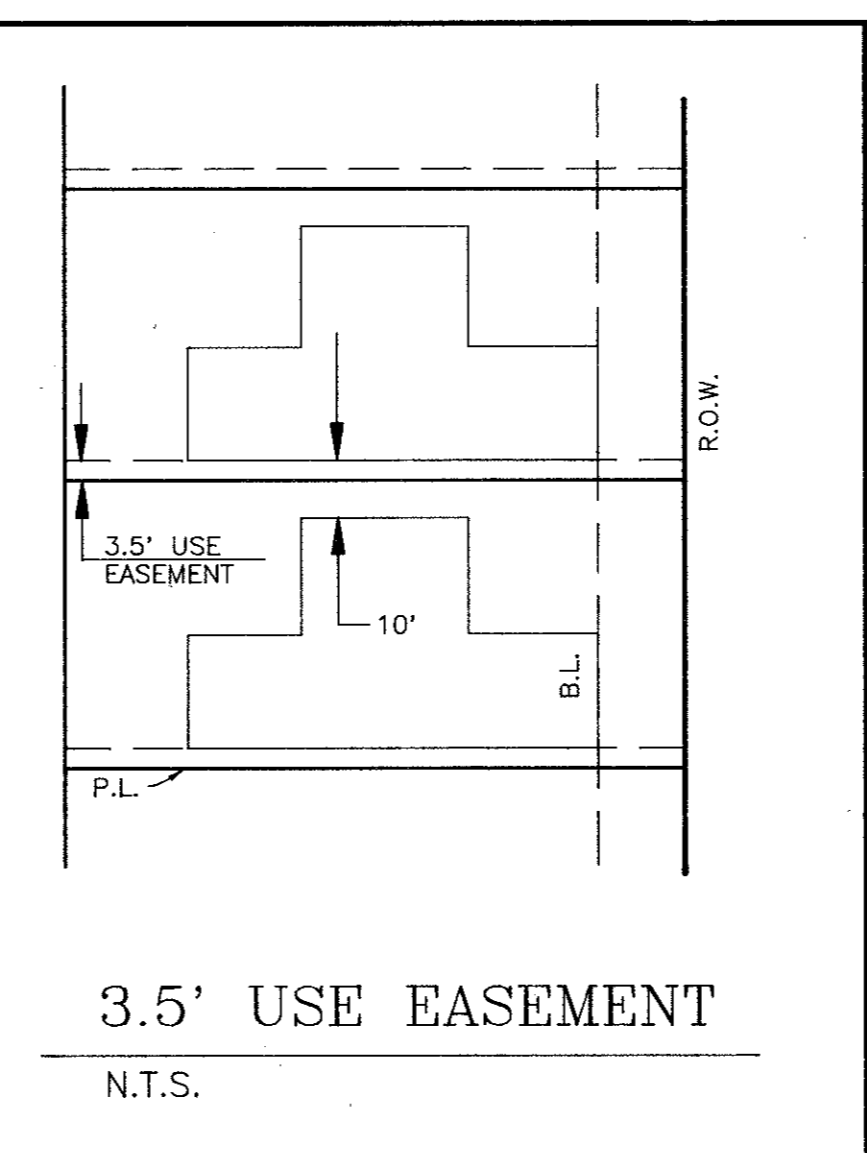 R.O.W.
3.5' USE
EASEMENT
10'
B.L.
P.L.
3.5' USE EASEMENT
N.T.S.